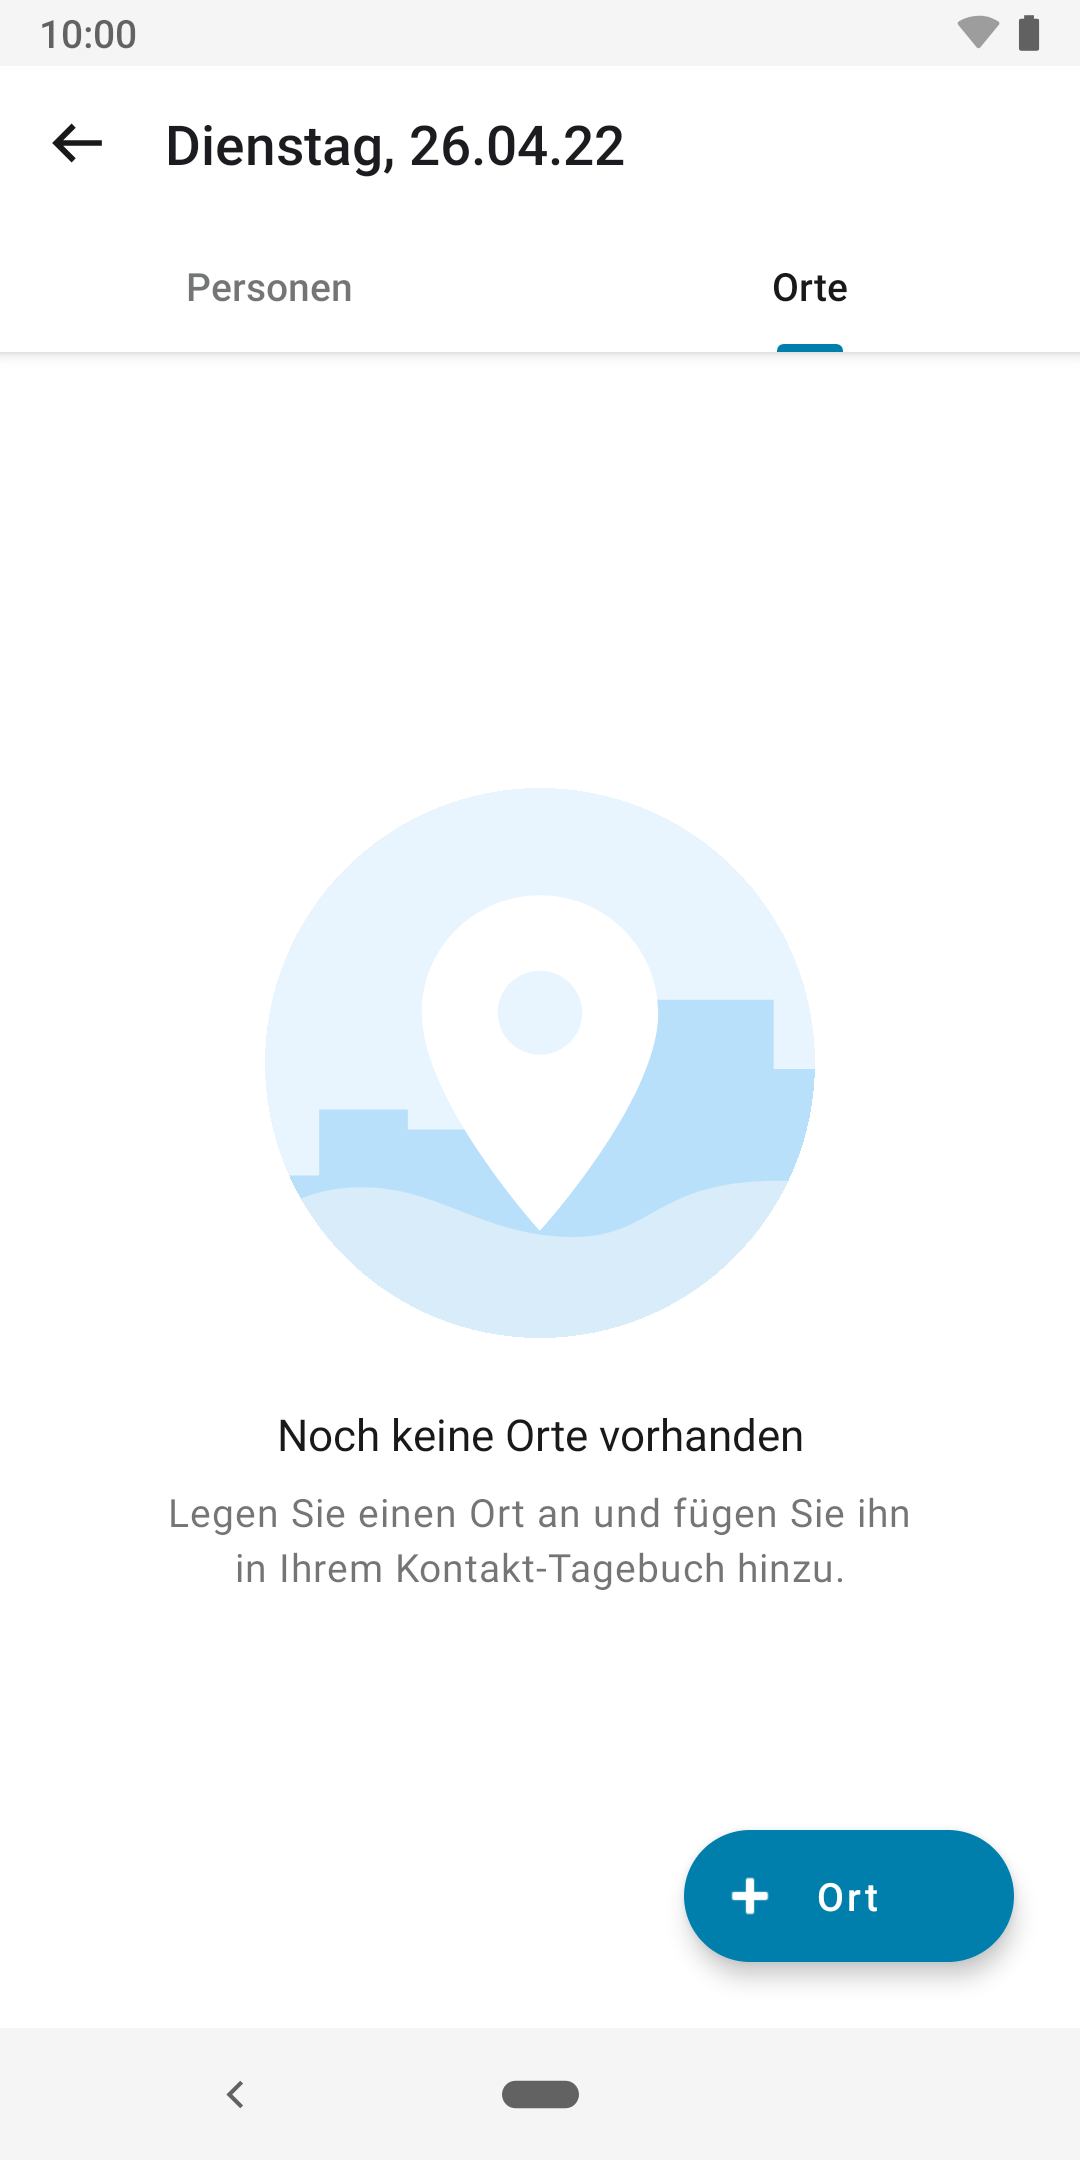 10:00
Dienstag, 26.04.22
Personen
Orte
Noch keine Orte vorhanden
Legen Sie einen Ort an und fügen Sie ihn
in Ihrem Kontakt-Tagebuch hinzu.
Ort